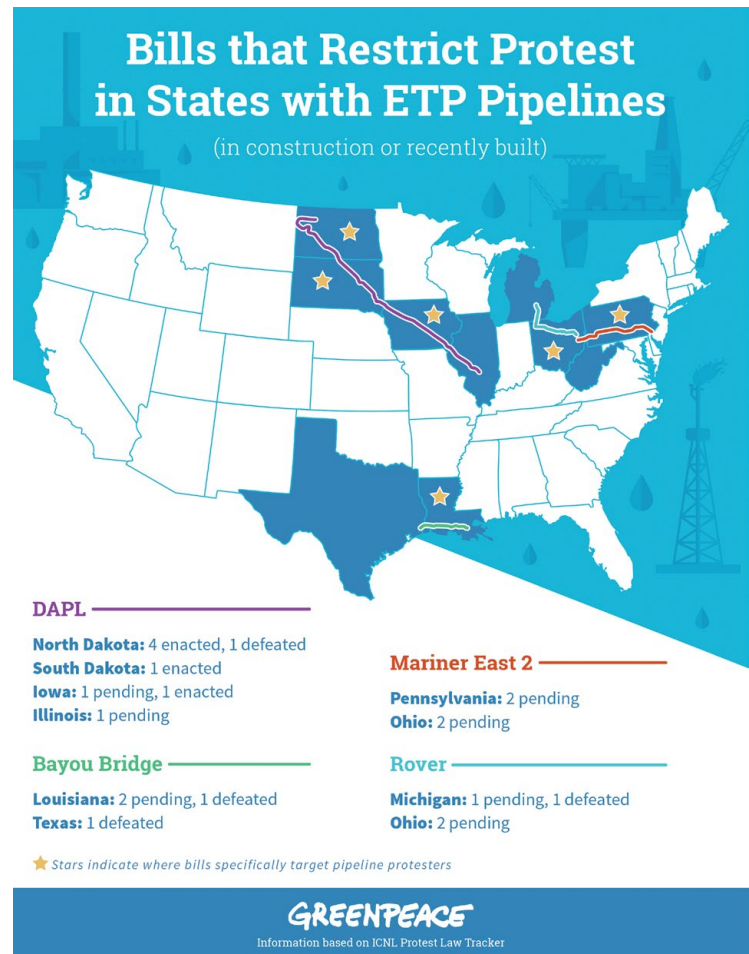 Bills that Restrict Protest
in States with ETP Pipelines
(in construction or recently built)
DAPL
North Dakota: 4 enacted, 1 defeated
South Dakota: 1 enacted
Iowa: 1 pending, 1 enacted
Illinois: 1 pending
Bayou Bridge
Louisiana: 2 pending, 1 defeated
Texas: 1 defeated
Mariner East 2
Pennsylvania: 2 pending
Ohio: 2 pending
Rover
Michigan: 1 pending, 1 defeated
Ohio: 2 pending
Stars indicate where bills specifically target pipeline protesters
GREENPEACE
Information based on ICNL Protest Law Tracker